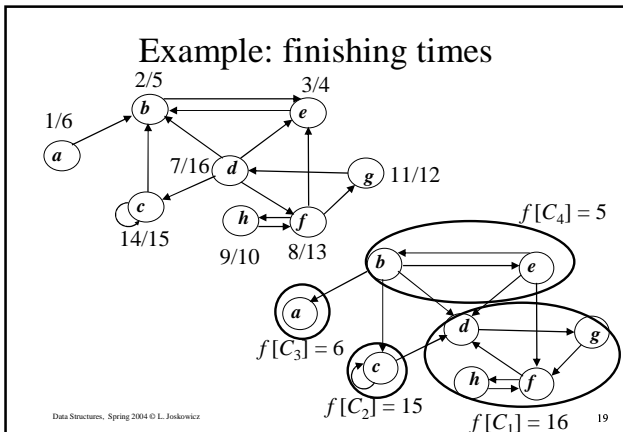 Example: finishing times
2/5
3/4
1/6
b
e
a
7/16
d
g
11/12
c
h
f
14/15
9/10
8/13
f [C4] = 5
b
e
a
d
g
f [C3] = 6
c
h
f
f [C2] = 15
f [C1] = 16
Data Structures, Spring 2004 © L. Joskowicz
19